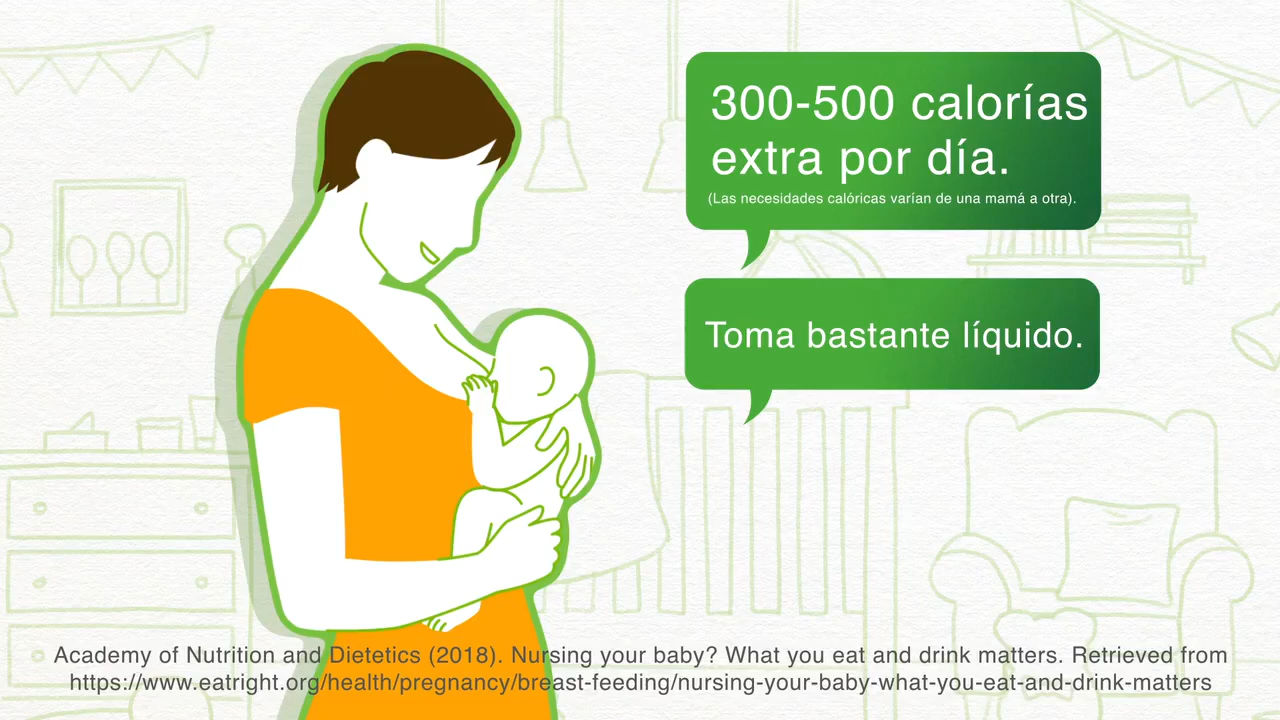 300-500 calorías
extra por día.
(Las necesidades calóricas varían de una mamá a otra).
Toma bastante líquido.
Academy of Nutrition and Dietetics (2018). Nursing your baby? What you eat and drink matters. Retrieved from
https://www.eatright.org/health/pregnancy/breast-feeding/nursing-your-baby-what-you-eat-and-drink-matters